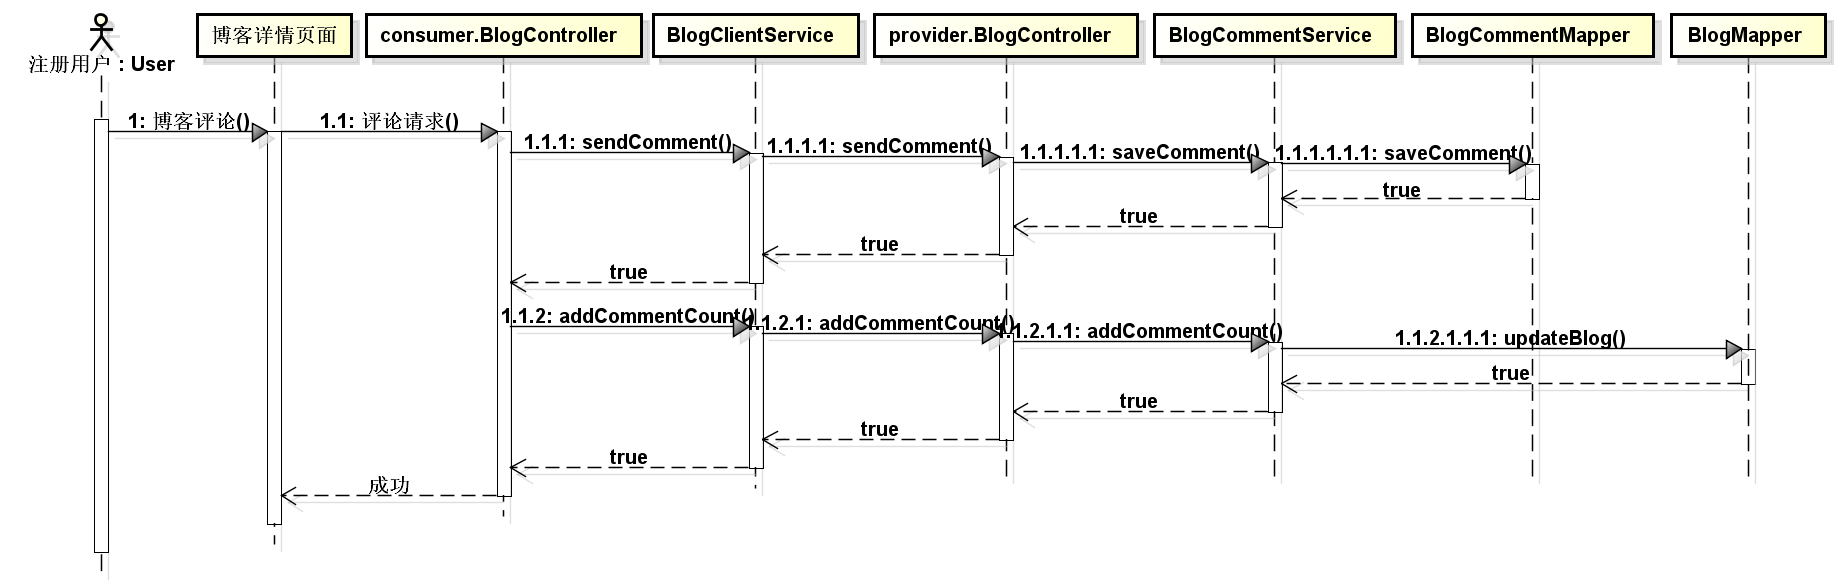 注册用户 : User
博客详情页面
consumer.BlogController
BlogClientService
provider.BlogController
BlogCommentService
BlogCommentMapper
BlogMapper
1: 博客评论()
1.1: 评论请求()
1.1.1: sendComment()
1.1.1.1: sendComment()
1.1.1.1.1: saveComment()
1.1.1.1.1.1: saveComment()
true
true
true
true
1.1.2: addCommentCount()
1.1.2.1: addCommentCount()
1.1.2.1.1: addCommentCount()
1.1.2.1.1.1: updateBlog()
true
true
true
true
成功